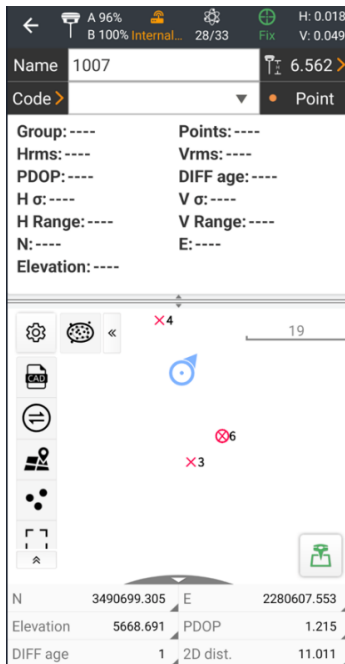 A 96%
B 100% Internal... 28/33 Fix H: 0.018
V: 0.049
Name 1007 6.562
Code Point
Group: ---- Points: ----
Hrms: ---- Vrms: ----
PDOP: ---- DIFF age: ----
H σ: ---- V σ: ----
H Range: ---- V Range: ----
N: ---- E: ----
Elevation: ----
«
4
19
CAD
6
3
N 3490699.305 E 2280607.553
Elevation 5668.691 PDOP 1.215
DIFF age 1 2D dist. 11.011